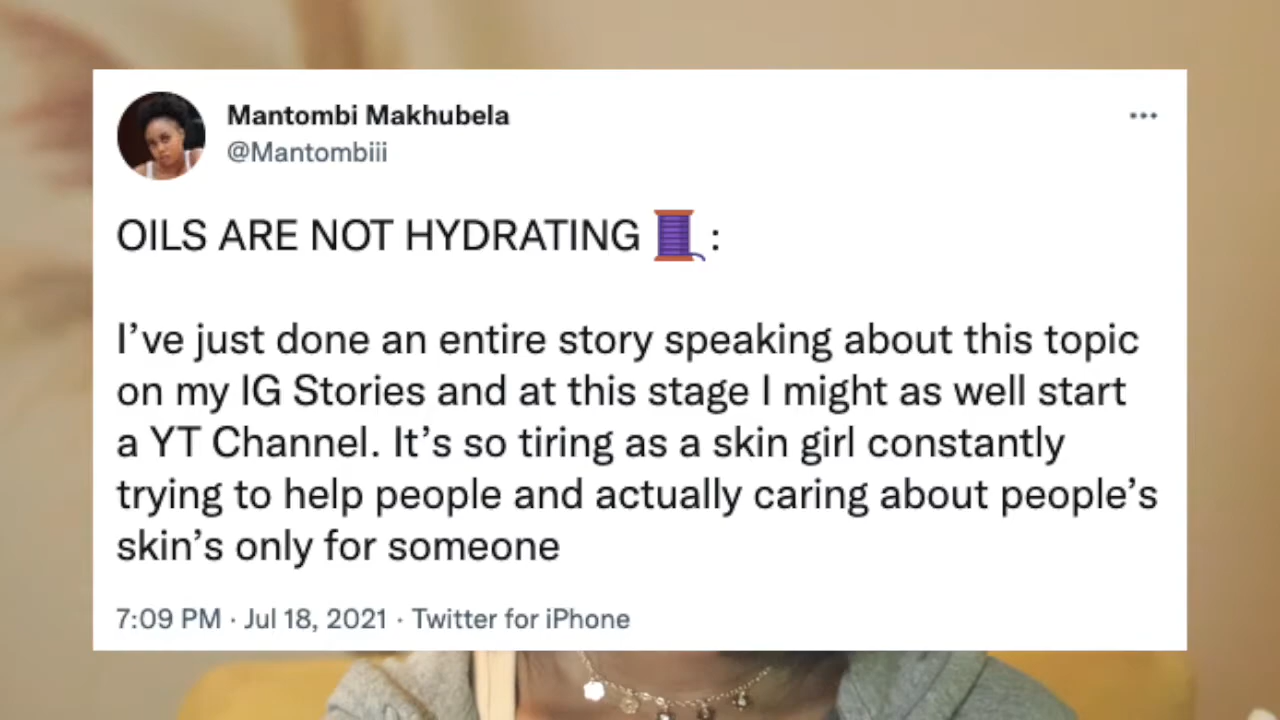 Mantombi Makhubela
@Mantombiii
OILS ARE NOT HYDRATING 🧵 :
I’ve just done an entire story speaking about this topic
on my IG Stories and at this stage I might as well start
a YT Channel. It’s so tiring as a skin girl constantly
trying to help people and actually caring about people’s
skin’s only for someone
7:09 PM · Jul 18, 2021 · Twitter for iPhone